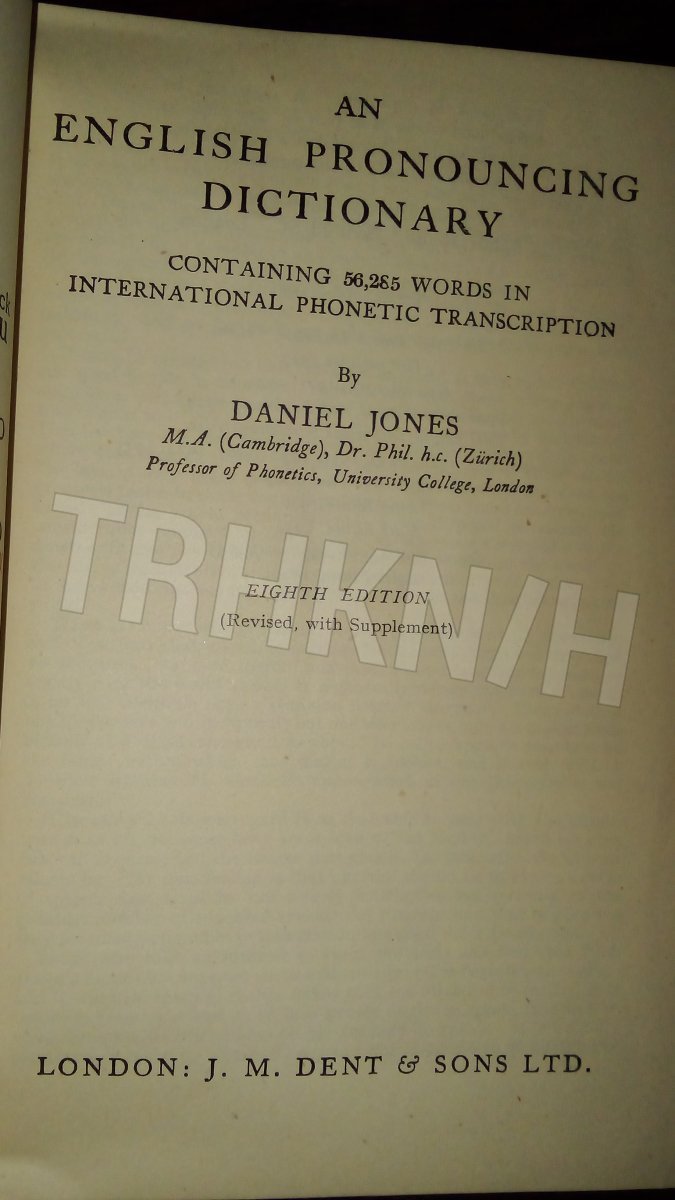 AN
ENGLISH PRONOUNCING
DICTIONARY
CONTAINING 56,285 WORDS IN
INTERNATIONAL PHONETIC TRANSCRIPTION
By
DANIEL JONES
M.A. (Cambridge), Dr. Phil. h.c. (Zürich)
Professor of Phonetics, University College, London
TRHKN/H
EIGHTH EDITION
(Revised, with Supplement)
LONDON: J. M. DENT & SONS LTD.